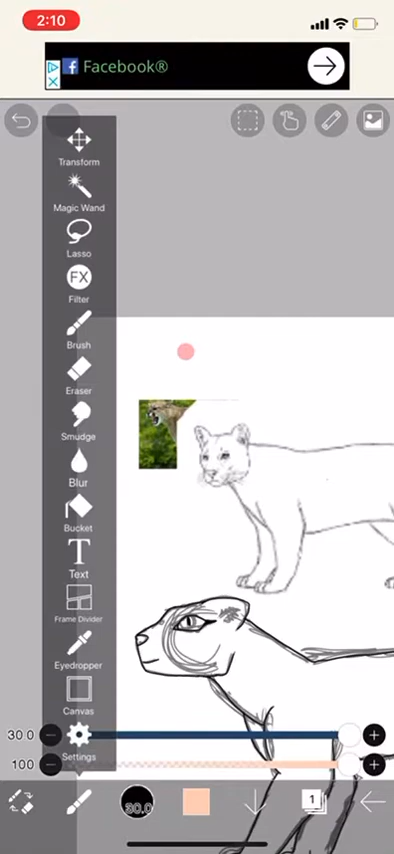 2:10
Facebook®
Transform
Magic Wand
Lasso
FX
Filter
Brush
Eraser
Smudge
Blur
Bucket
T
Text
Frame Divider
Eyedropper
Canvas
30 0
Settings
100
30.0
1